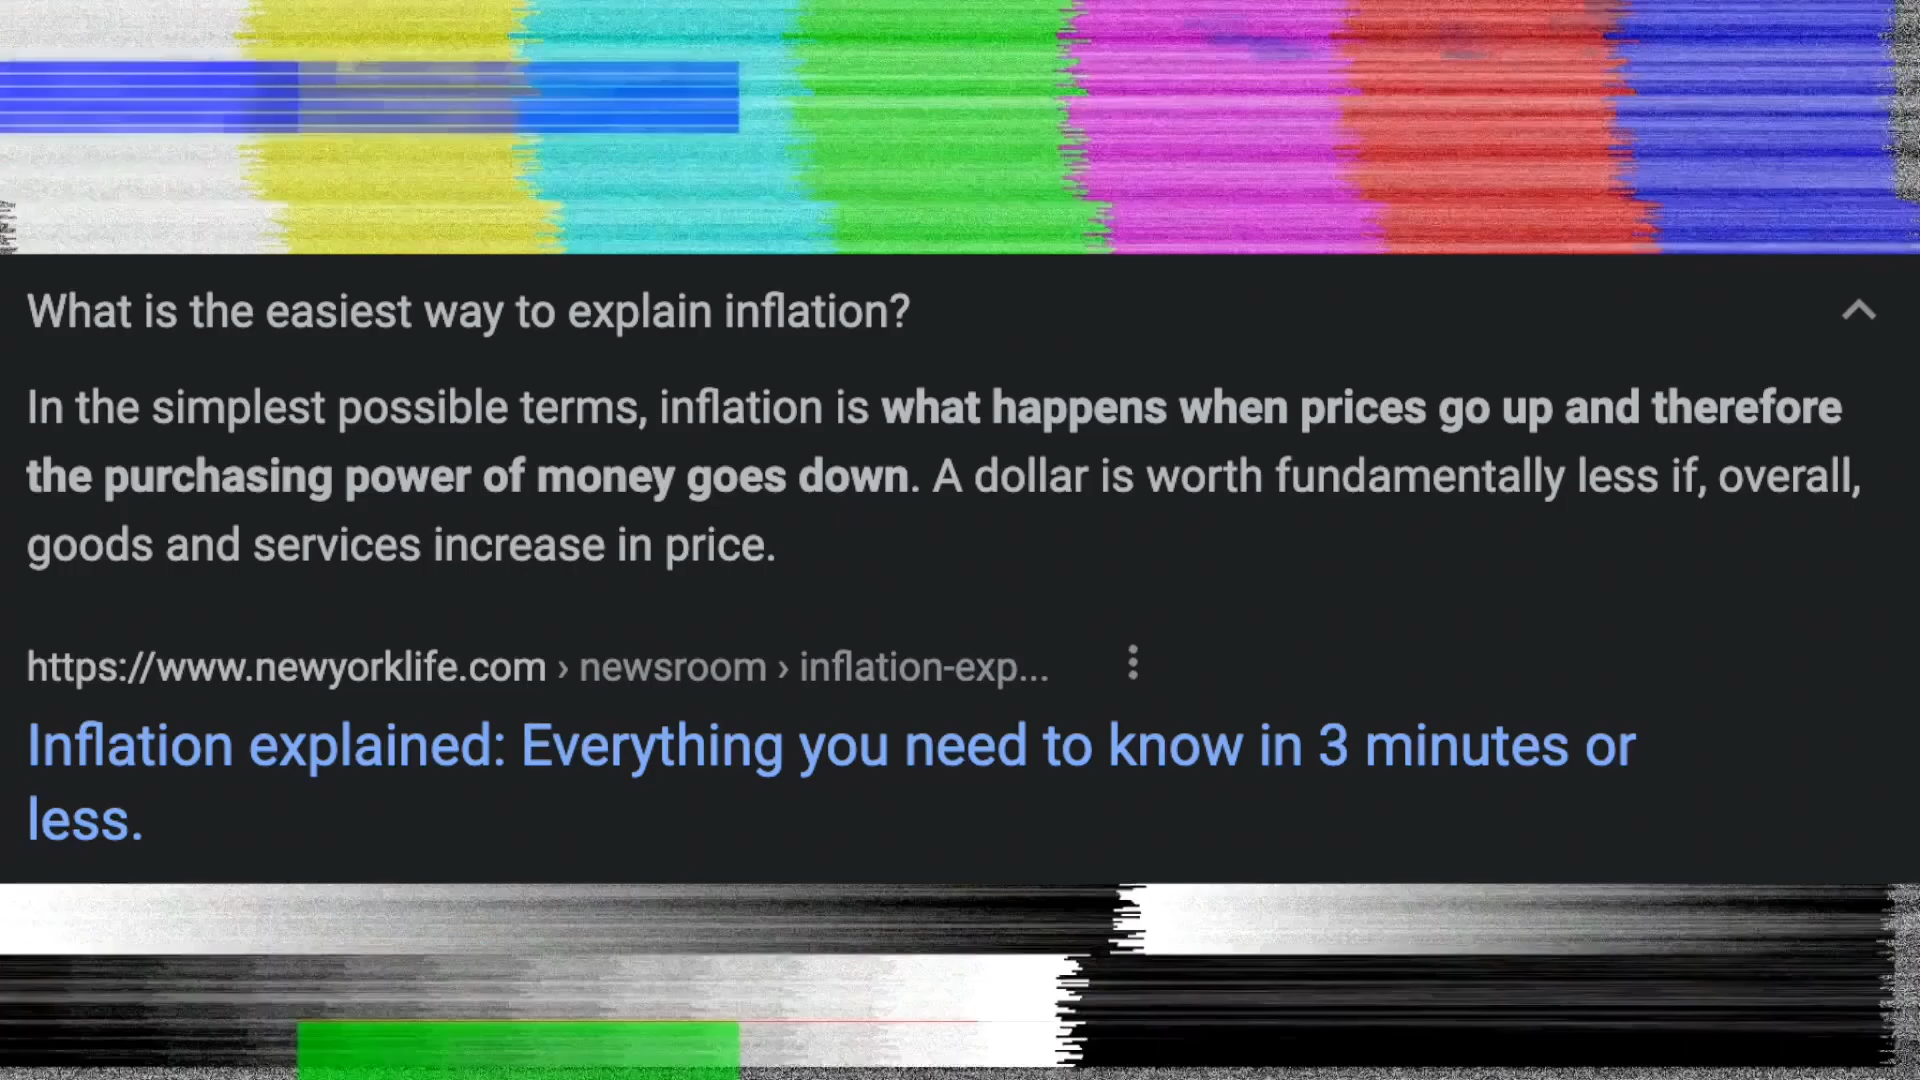 What is the easiest way to explain inflation?
In the simplest possible terms, inflation is what happens when prices go up and therefore
the purchasing power of money goes down. A dollar is worth fundamentally less if, overall,
goods and services increase in price.
https://www.newyorklife.com › newsroom › inflation-exp...
Inflation explained: Everything you need to know in 3 minutes or
less.